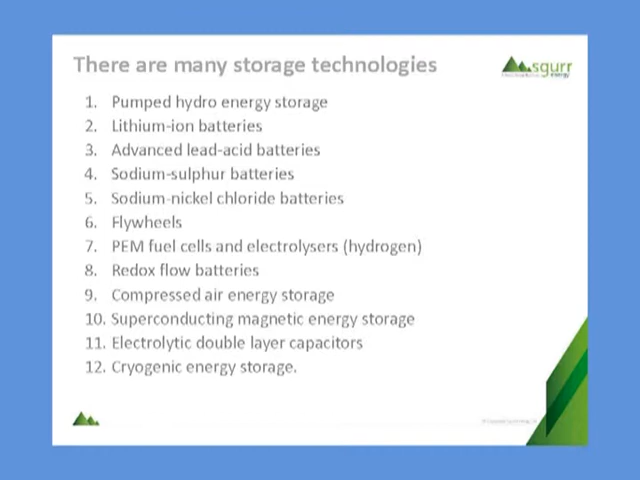 There are many storage technologies
sgurr
energy
1. Pumped hydro energy storage
2. Lithium-ion batteries
3. Advanced lead-acid batteries
4. Sodium-sulphur batteries
5. Sodium-nickel chloride batteries
6. Flywheels
7. PEM fuel cells and electrolysers (hydrogen)
8. Redox flow batteries
9. Compressed air energy storage
10. Superconducting magnetic energy storage
11. Electrolytic double layer capacitors
12. Cryogenic energy storage.